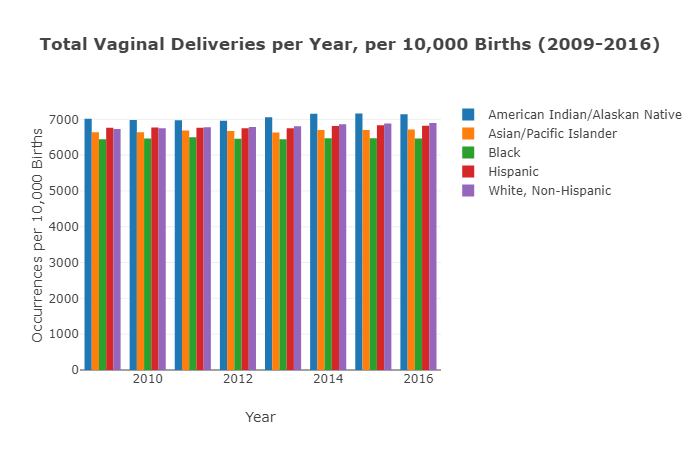 Total Vaginal Deliveries per Year, per 10,000 Births (2009-2016)
7000
6000
5000
4000
3000
2000
1000
0
Occurrences per 10,000 Births
2010
2012
2014
2016
Year
American Indian/Alaskan Native
Asian/Pacific Islander
Black
Hispanic
White, Non-Hispanic